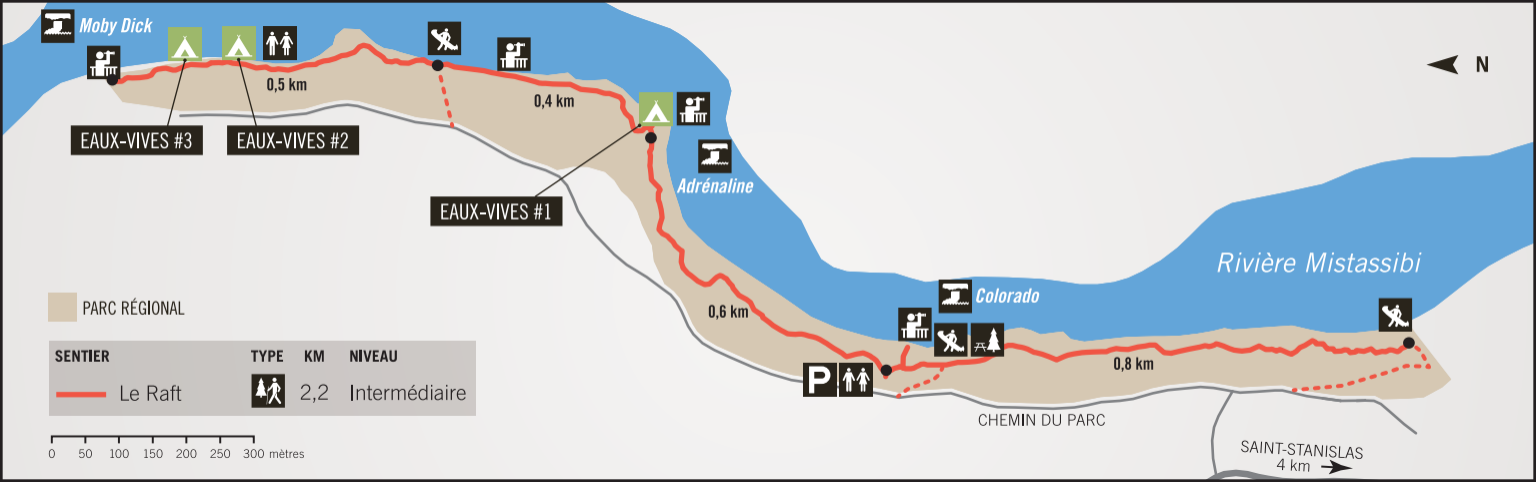 Moby Dick
N
0,5 km
0,4 km
EAUX-VIVES #3
EAUX-VIVES #2
Adrénaline
EAUX-VIVES #1
Rivière Mistassibi
Colorado
PARC RÉGIONAL
0,6 km
SENTIER TYPE KM NIVEAU
Le Raft 2,2 Intermédiaire
P
0,8 km
CHEMIN DU PARC
SAINT-STANISLAS
4 km
0 50 100 150 200 250 300 mètres